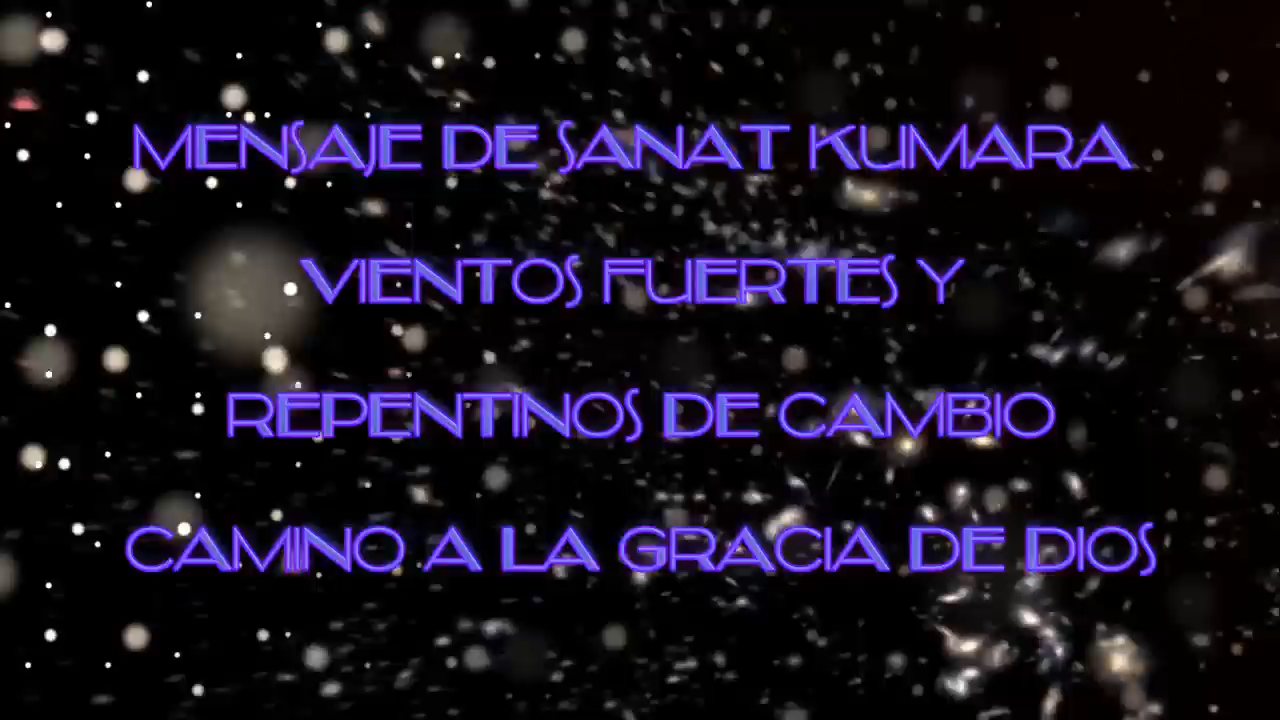 MENSAJE DE SANAT KUMARA
VIENTOS FUERTES Y
REPENTINOS DE CAMBIO
CAMINO A LA GRACIA DE DIOS